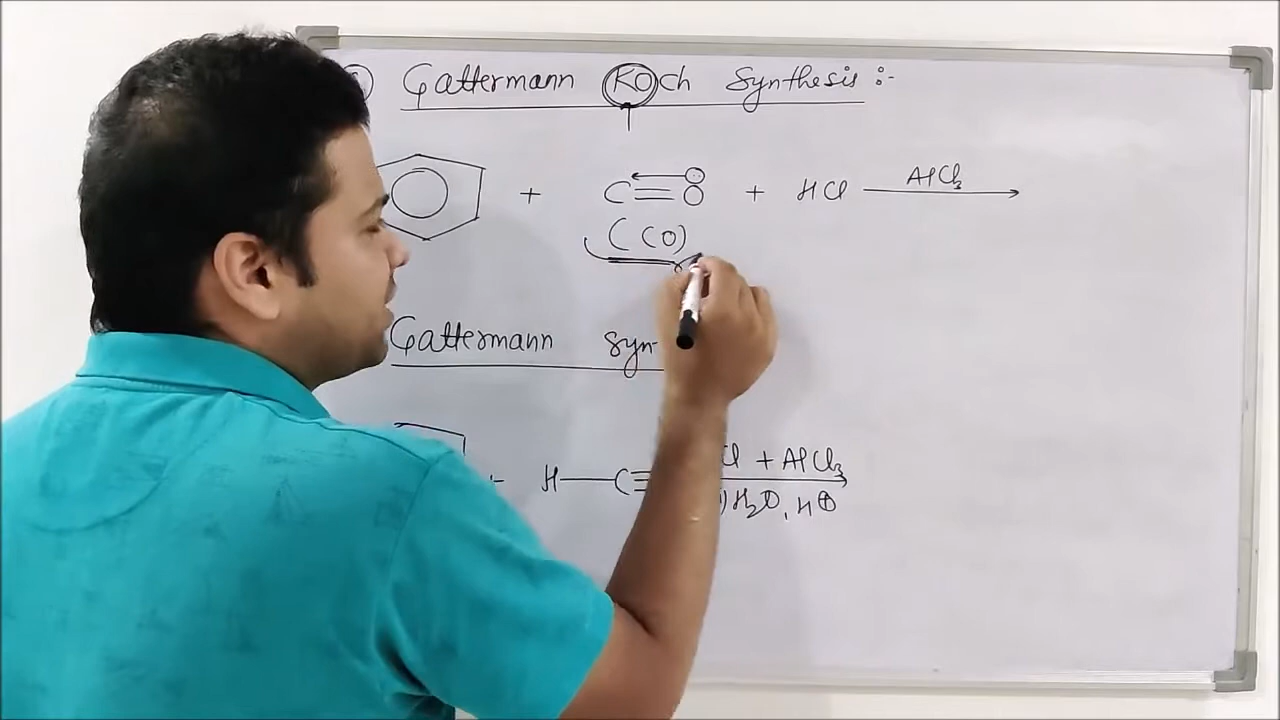 Gattermann Koch Synthesis :-
+ C≡O + HCl AlCl3
(CO)
Gattermann syn
+ H—C≡ Cl + AlCl3
) H2O, H⊕